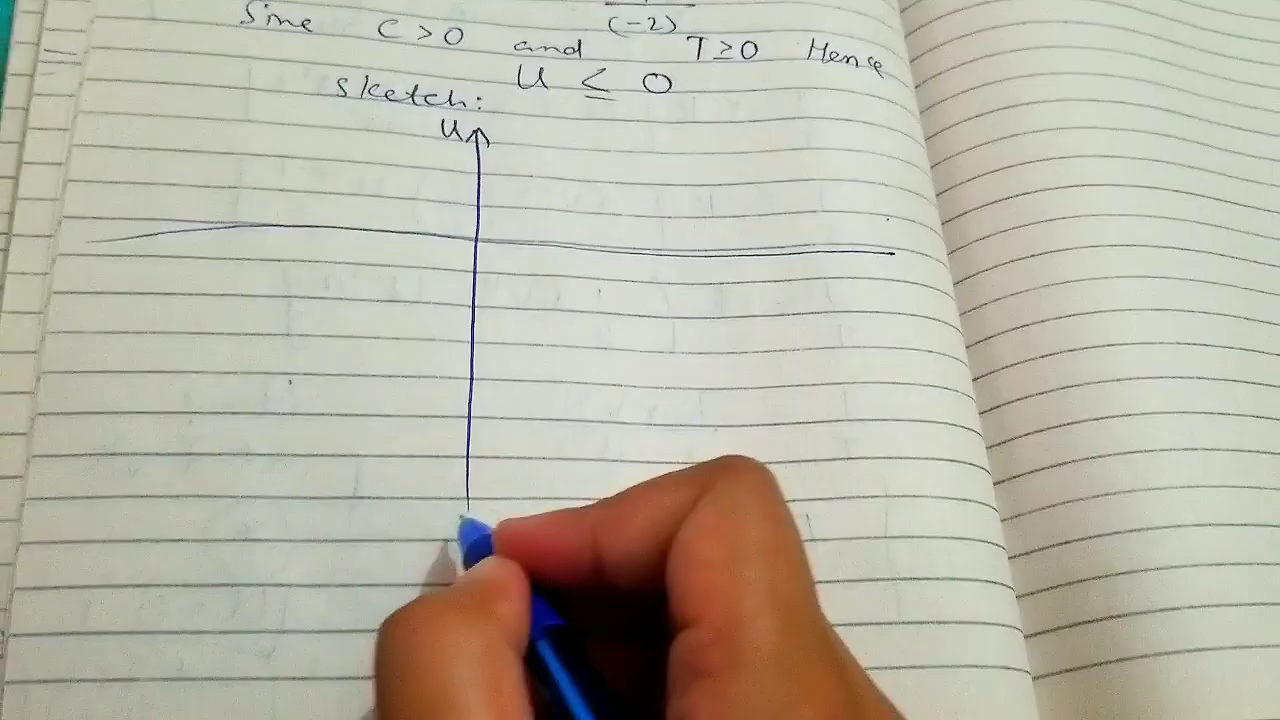 (-2)
Sine C > 0 and T ≥ 0 Hence
U ≤ 0
Sketch:
u